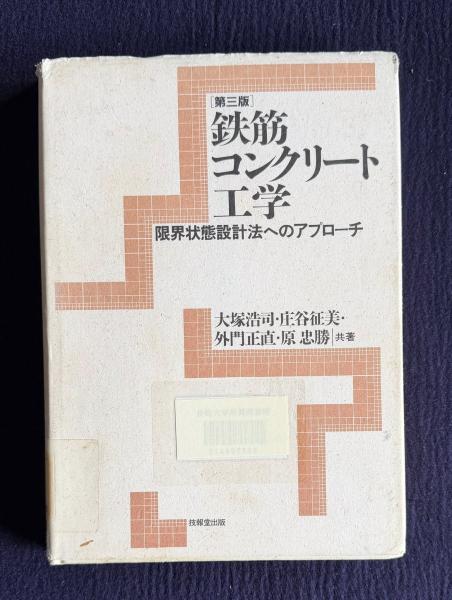 [第三版]
鉄筋
コンクリート
工学
限界状態設計法へのアプローチ
大塚浩司・庄谷征美・
外門正直・原 忠勝|共著
技報堂出版